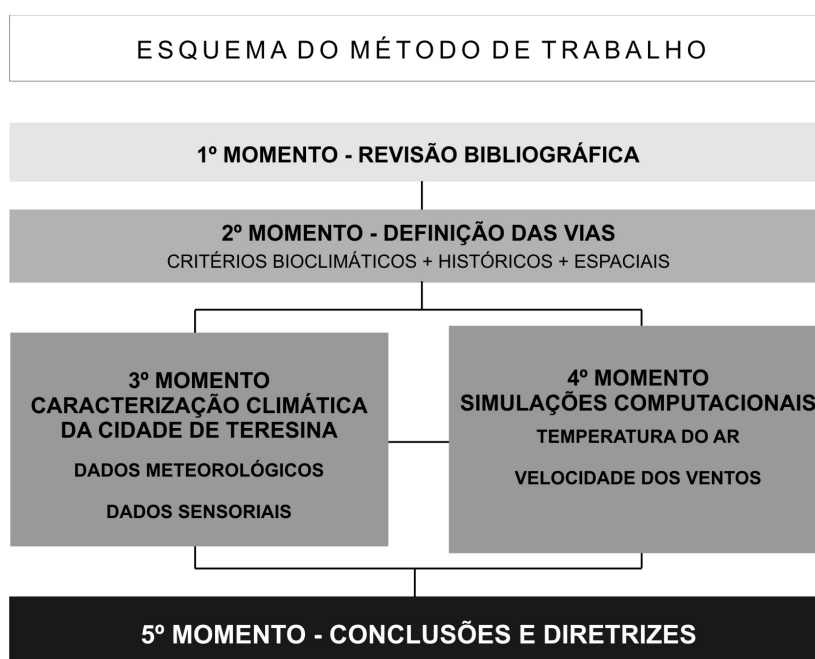 ESQUEMA DO MÉTODO DE TRABALHO
1º MOMENTO - REVISÃO BIBLIOGRÁFICA
2º MOMENTO - DEFINIÇÃO DAS VIAS
CRITÉRIOS BIOCLIMÁTICOS + HISTÓRICOS + ESPACIAIS
3º MOMENTO
CARACTERIZAÇÃO CLIMÁTICA
DA CIDADE DE TERESINA
DADOS METEOROLÓGICOS
DADOS SENSORIAIS
4º MOMENTO
SIMULAÇÕES COMPUTACIONAIS
TEMPERATURA DO AR
VELOCIDADE DOS VENTOS
5º MOMENTO - CONCLUSÕES E DIRETRIZES